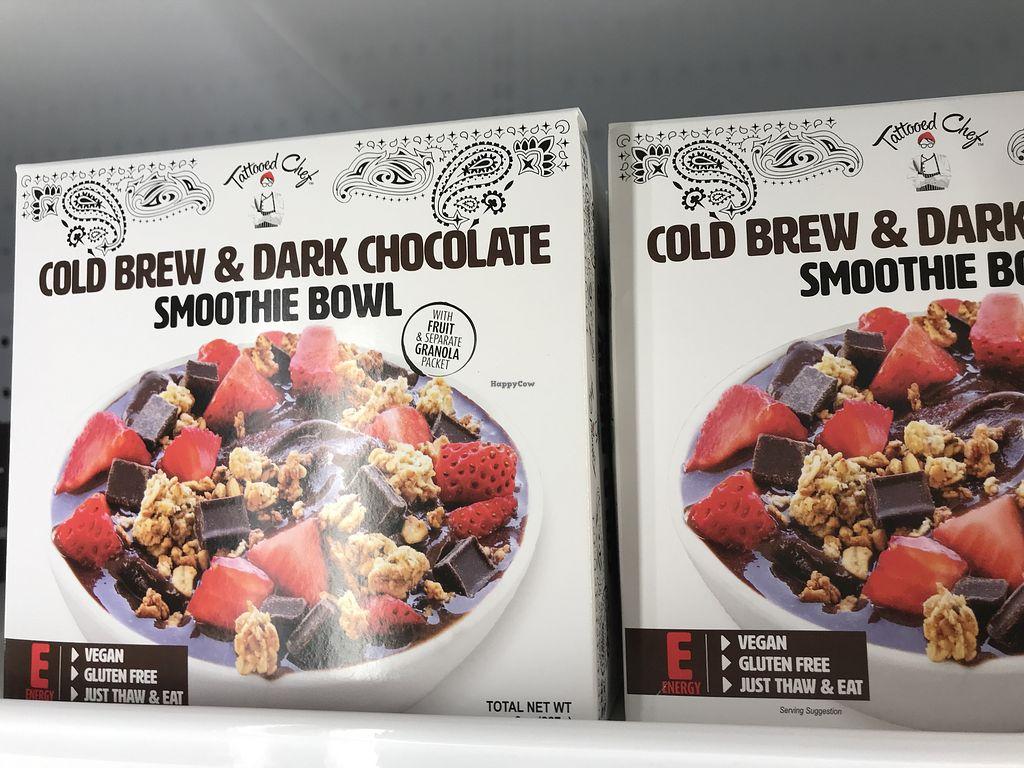 Tattooed Chef™
COLD BREW & DARK CHOCOLATE
SMOOTHIE BOWL
WITH
FRUIT
& SEPARATE
GRANOLA
PACKET
HappyCow
E
ENERGY
VEGAN
GLUTEN FREE
JUST THAW & EAT
TOTAL NET WT
Tattooed Chef™
COLD BREW & DARK
SMOOTHIE BO
E
ENERGY
VEGAN
GLUTEN FREE
JUST THAW & EAT
Serving Suggestion